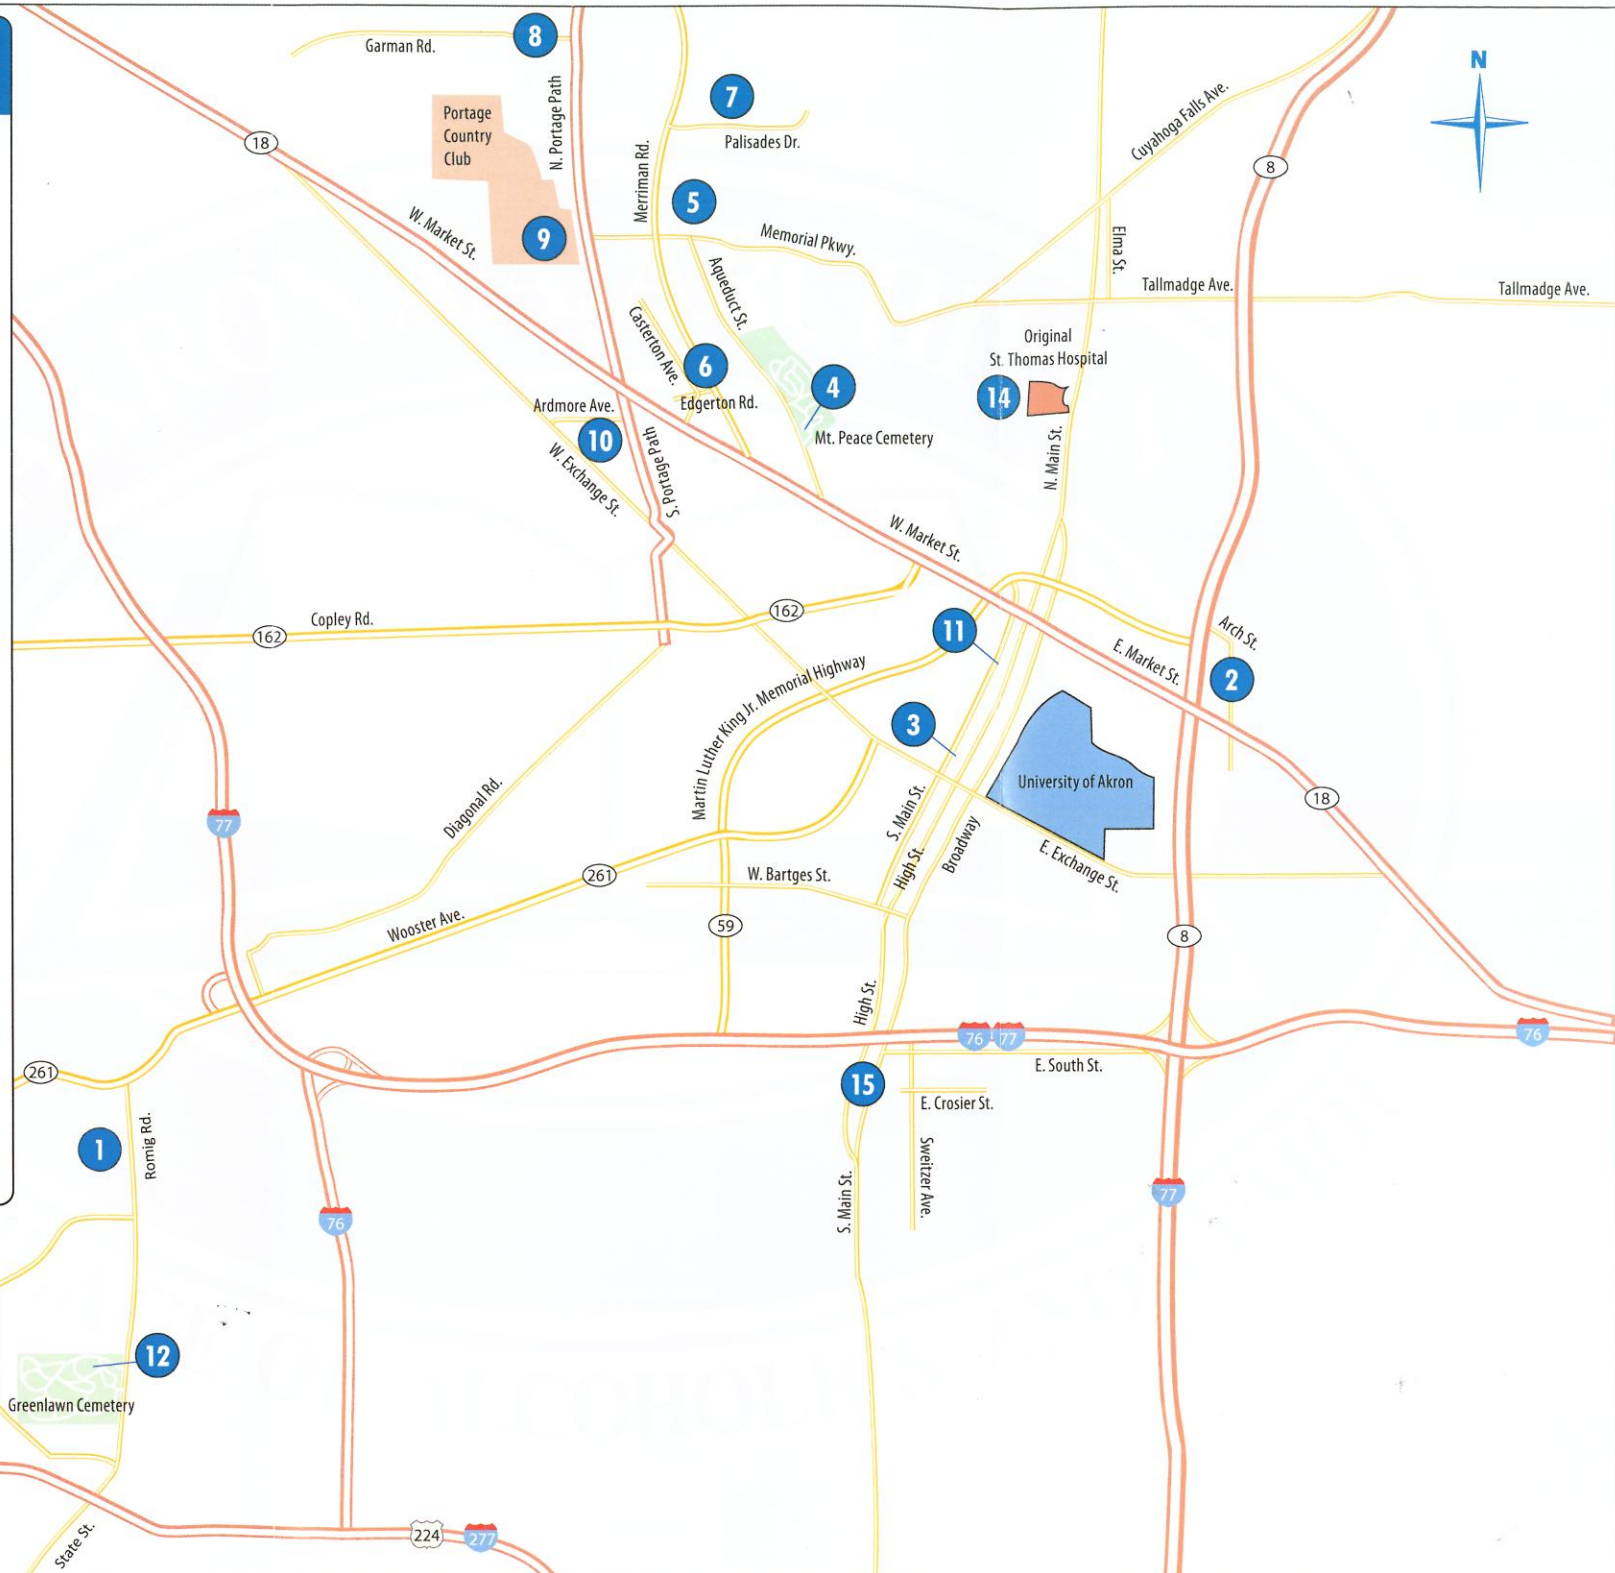 8
Garman Rd.
N
7
Portage
Country
Club
N. Portage Path
Cuyahoga Falls Ave.
18
Palisades Dr.
8
Merriman Rd.
5
W. Market St.
9
Memorial Pkwy.
Elma St.
Aqueduct St.
Tallmadge Ave.
Tallmadge Ave.
Casterton Ave.
Original
St. Thomas Hospital
6
4
14
Ardmore Ave.
Edgerton Rd.
10
Mt. Peace Cemetery
S. Portage Path
N. Main St.
W. Exchange St.
W. Market St.
162
Copley Rd.
162
11
Arch St.
E. Market St.
2
Martin Luther King Jr. Memorial Highway
3
University of Akron
18
Diagonal Rd.
77
S. Main St.
High St.
Broadway
E. Exchange St.
261
W. Bartges St.
Wooster Ave.
59
8
High St.
76
77
76
261
E. South St.
15
E. Crosier St.
1
Romig Rd.
Sweitzer Ave.
S. Main St.
77
76
12
Greenlawn Cemetery
State St.
224
277